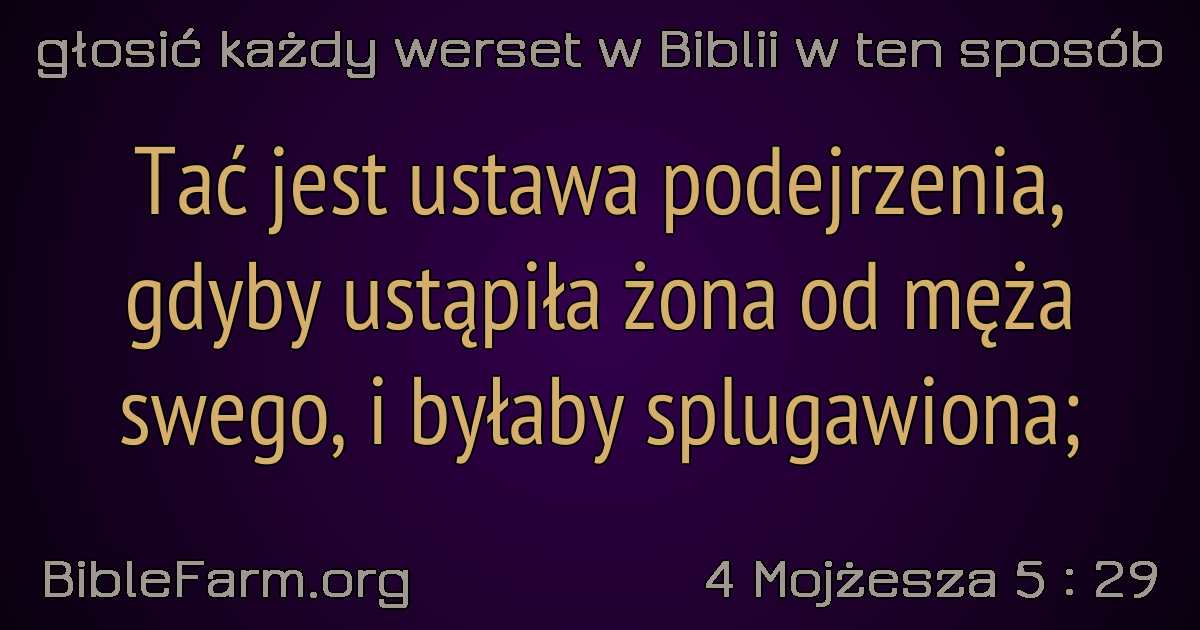 głosić każdy werset w Biblii w ten sposób
Tać jest ustawa podejrzenia,
gdyby ustąpiła żona od męża
swego, i byłaby splugawiona;
BibleFarm.org
4 Mojżesza 5 : 29